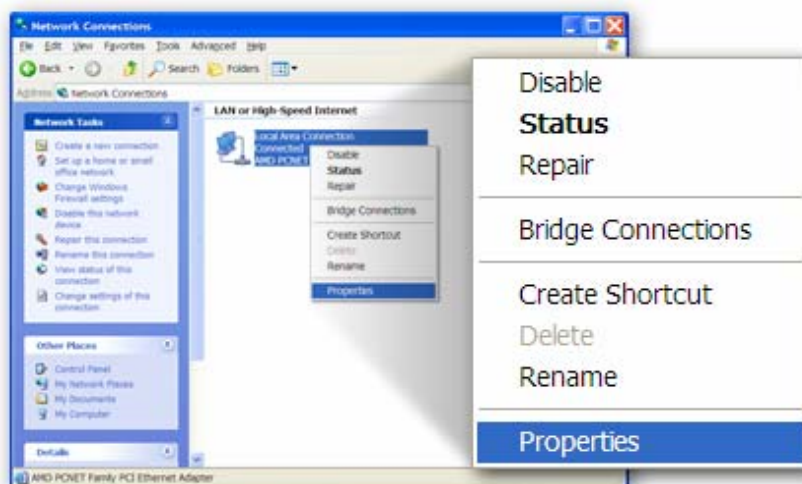 Network Connections
File Edit View Favorites Tools Advanced Help
Back Search Folders
Address Network Connections
LAN or High-Speed Internet
Network Tasks
Create a new connection
Set up a home or small
office network
Change Windows
Firewall settings
Disable this network
device
Repair this connection
Rename this connection
View status of this
connection
Change settings of this
connection
Other Places
Control Panel
My Network Places
My Documents
My Computer
Details
Local Area Connection
Connected
AMD PCNET
Disable
Status
Repair
Bridge Connections
Create Shortcut
Delete
Rename
Properties
Disable
Status
Repair
Bridge Connections
Create Shortcut
Delete
Rename
Properties
AMD PCNET Family PCI Ethernet Adapter